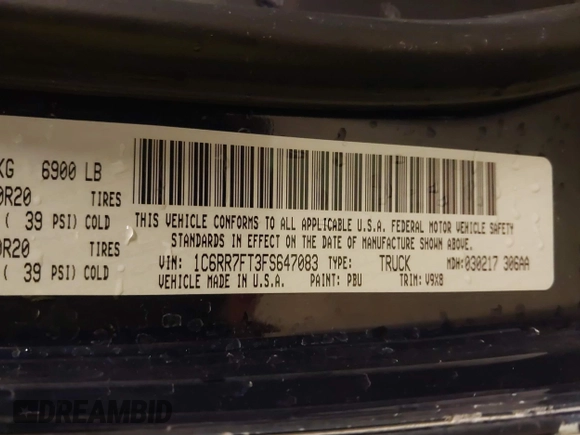 KG 6900 LB
0R20 TIRES
( 39 PSI) COLD
0R20 TIRES
( 39 PSI) COLD
THIS VEHICLE CONFORMS TO ALL APPLICABLE U.S.A. FEDERAL MOTOR VEHICLE SAFETY
STANDARDS IN EFFECT ON THE DATE OF MANUFACTURE SHOWN ABOVE.
VIN: 1C6RR7FT3FS647083 TYPE: TRUCK MDH: 030217 306AA
VEHICLE MADE IN U.S.A. PAINT: PBU TRIM: V9X8
DREAMBID